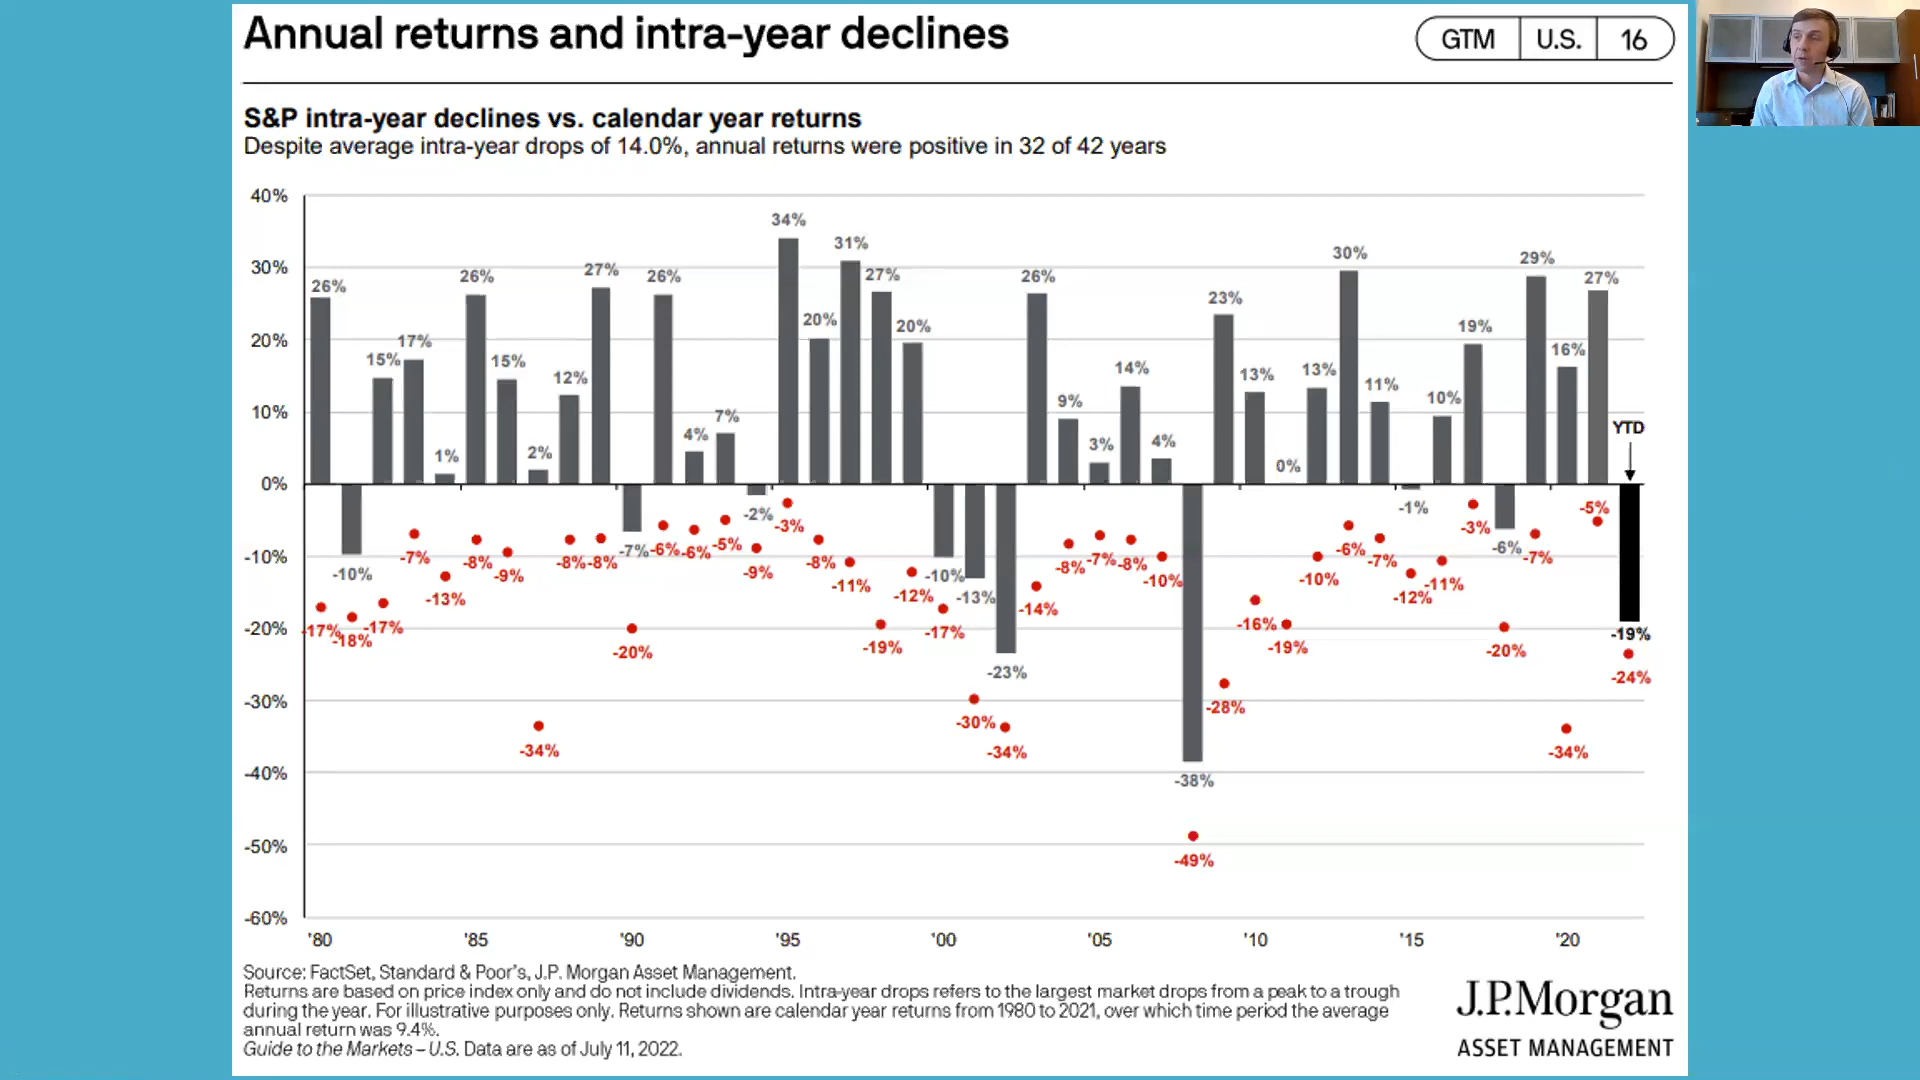 Annual returns and intra-year declines
GTM U.S. 16
S&P intra-year declines vs. calendar year returns
Despite average intra-year drops of 14.0%, annual returns were positive in 32 of 42 years
40%
30%
20%
10%
0%
-10%
-20%
-30%
-40%
-50%
-60%
26% -10% 15% 17% 1% 26% 15% 2% 12% 27% -7% 26% 4% 7% -2% 34% 20% 31% 27% 20% -10% -13% -23% 26% 9% 3% 14% 4% -38% 23% 13% 0% 13% 30% 11% -1% 10% 19% -6% 29% 16% 27% -19%
YTD
-17% -18% -17% -7% -13% -8% -9% -34% -8% -8% -20% -6% -6% -5% -9% -3% -8% -11% -19% -12% -17% -30% -34% -14% -8% -7% -8% -10% -49% -28% -16% -19% -10% -6% -7% -12% -11% -3% -20% -7% -34% -5% -24%
'80 '85 '90 '95 '00 '05 '10 '15 '20
Source: FactSet, Standard & Poor's, J.P. Morgan Asset Management.
Returns are based on price index only and do not include dividends. Intra-year drops refers to the largest market drops from a peak to a trough
during the year. For illustrative purposes only. Returns shown are calendar year returns from 1980 to 2021, over which time period the average
annual return was 9.4%.
Guide to the Markets – U.S. Data are as of July 11, 2022.
J.P.Morgan
ASSET MANAGEMENT